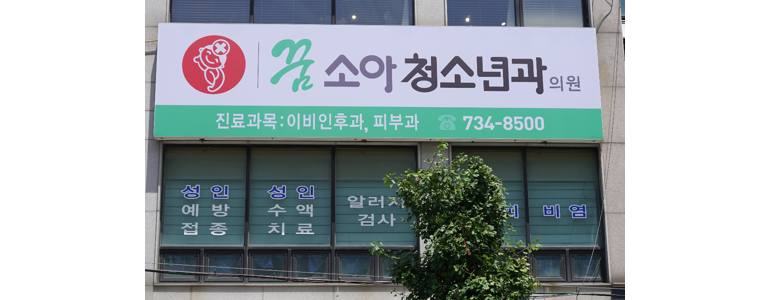 꿈 소아청소년과의원
진료과목:이비인후과, 피부과 ☎ 734-8500
성인
예방
접종
성인
수액
치료
알러지
검사
비염